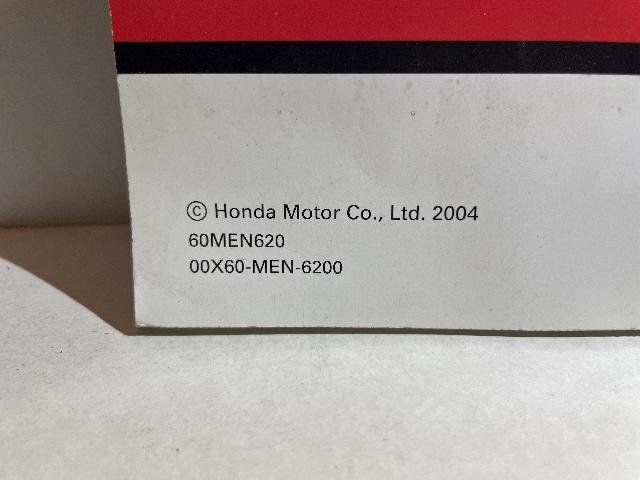 © Honda Motor Co., Ltd. 2004
60MEN620
00X60-MEN-6200